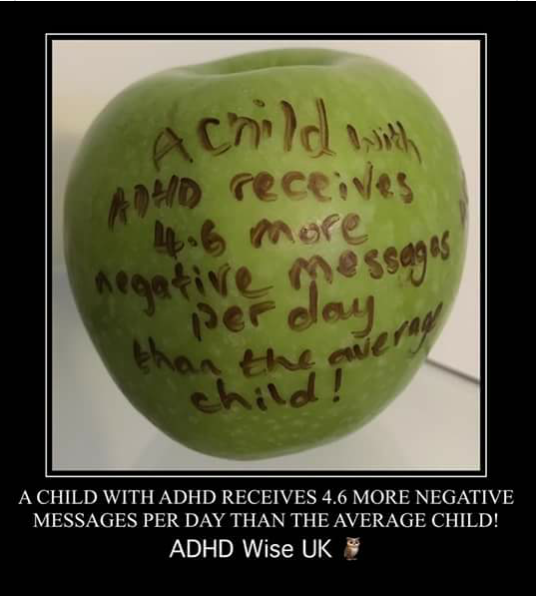 A Child with
ADHD receives
4.6 more
negative messages
per day
than the average
child!
A CHILD WITH ADHD RECEIVES 4.6 MORE NEGATIVE
MESSAGES PER DAY THAN THE AVERAGE CHILD!
ADHD Wise UK 🦉